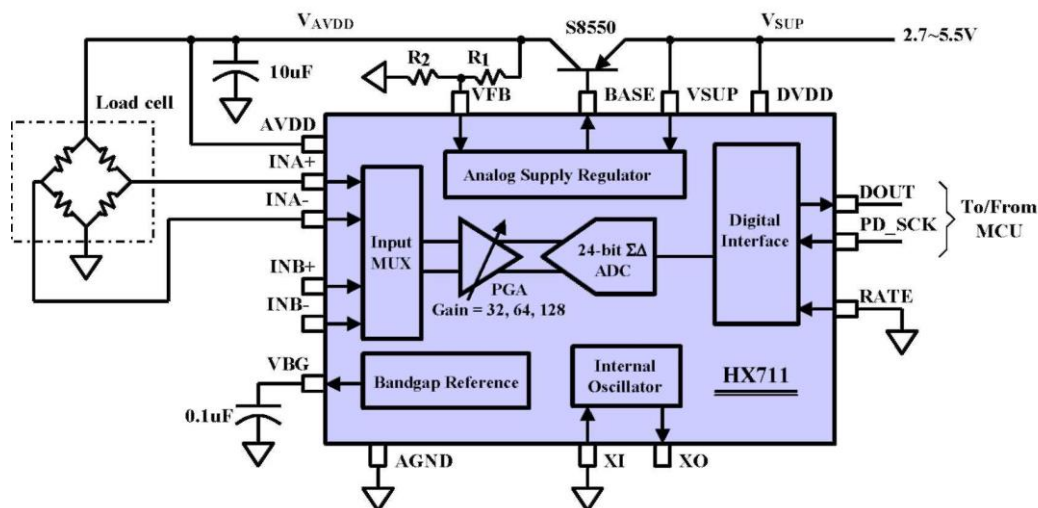 V_AVDD
S8550
V_SUP
2.7~5.5V
R2
R1
10uF
Load cell
VFB
BASE
VSUP
DVDD
AVDD
INA+
INA-
INB+
INB-
VBG
0.1uF
Analog Supply Regulator
Input
MUX
PGA
Gain = 32, 64, 128
24-bit ΣΔ
ADC
Digital
Interface
DOUT
PD_SCK
To/From
MCU
RATE
Bandgap Reference
Internal
Oscillator
HX711
AGND
XI
XO